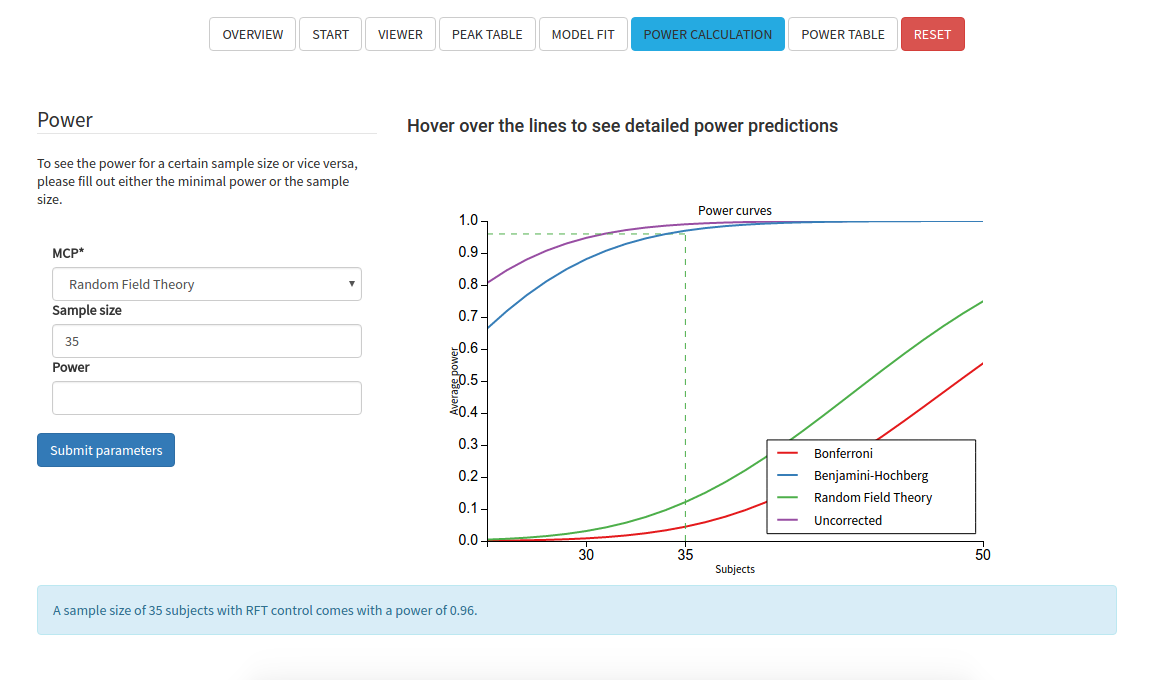 OVERVIEW START VIEWER PEAK TABLE MODEL FIT POWER CALCULATION POWER TABLE RESET
Power
To see the power for a certain sample size or vice versa,
please fill out either the minimal power or the sample
size.
MCP*
Random Field Theory
Sample size
35
Power
Submit parameters
Hover over the lines to see detailed power predictions
Power curves
1.0
0.9
0.8
0.7
0.6
0.5
0.4
0.3
0.2
0.1
0.0
Average power
30 35 50
Subjects
Bonferroni
Benjamini-Hochberg
Random Field Theory
Uncorrected
A sample size of 35 subjects with RFT control comes with a power of 0.96.